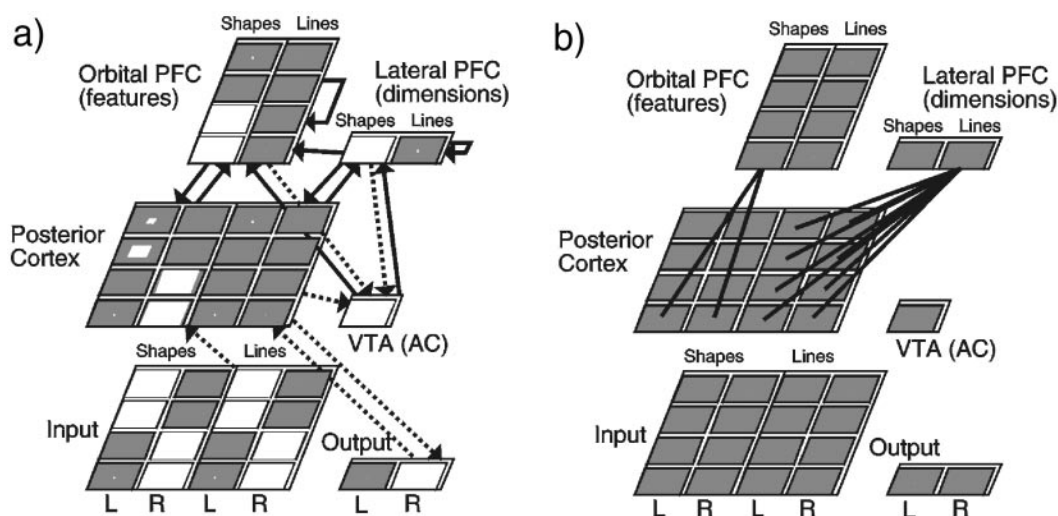 a)
Shapes Lines
Orbital PFC
(features)
Lateral PFC
(dimensions)
Shapes Lines
Posterior
Cortex
VTA (AC)
Shapes Lines
Input
Output
L R L R
L R
b)
Shapes Lines
Orbital PFC
(features)
Lateral PFC
(dimensions)
Shapes Lines
Posterior
Cortex
VTA (AC)
Shapes Lines
Input
Output
L R L R
L R